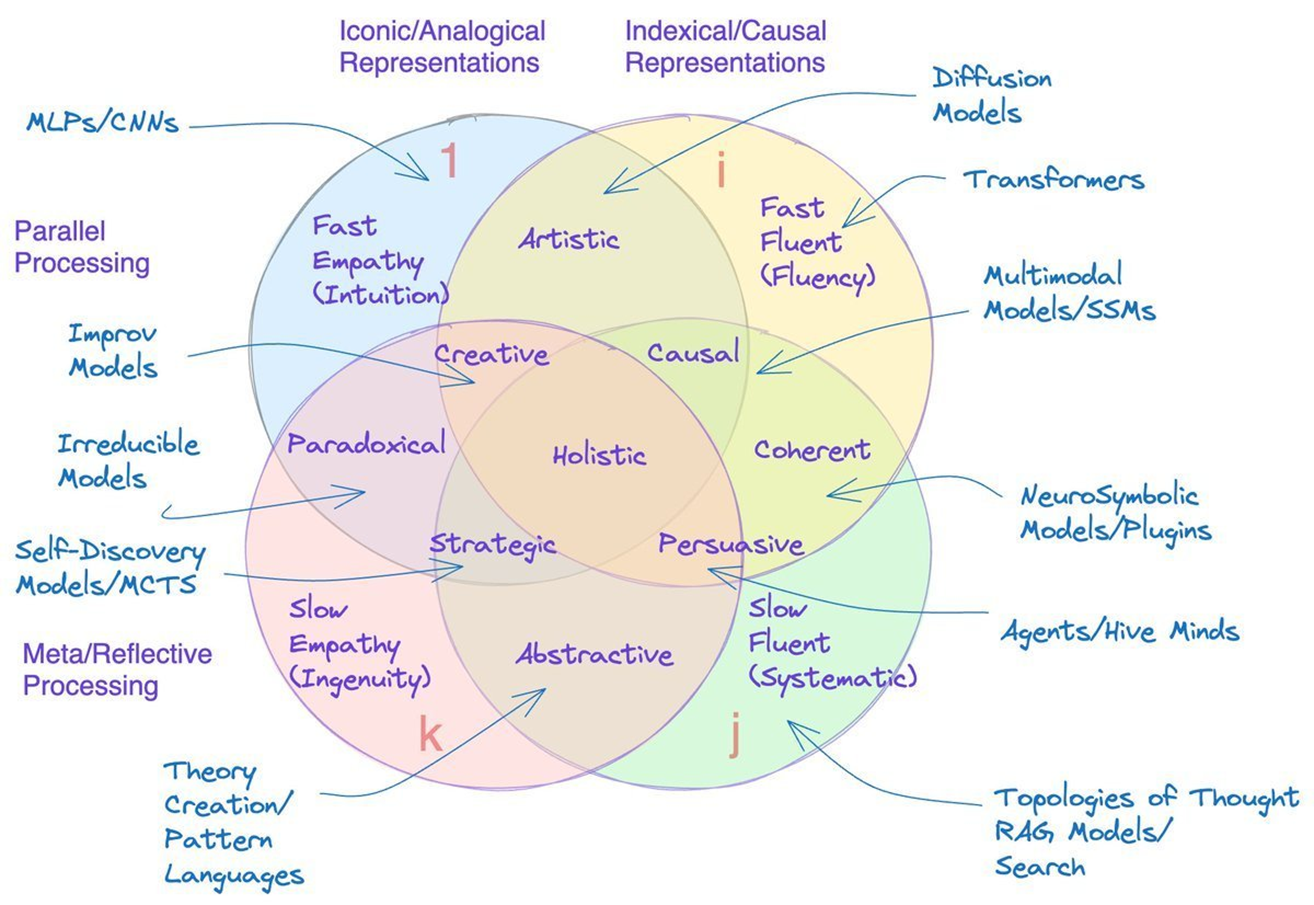 Iconic/Analogical
Representations
Indexical/Causal
Representations
Diffusion
Models
MLPs/CNNs
1
i
Transformers
Parallel
Processing
Fast
Empathy
(Intuition)
Artistic
Fast
Fluent
(Fluency)
Multimodal
Models/SSMs
Improv
Models
Creative
Causal
Irreducible
Models
Paradoxical
Holistic
Coherent
NeuroSymbolic
Models/Plugins
Self-Discovery
Models/MCTS
Strategic
Persuasive
Slow
Empathy
(Ingenuity)
Slow
Fluent
(Systematic)
Agents/Hive Minds
Meta/Reflective
Processing
Abstractive
k
j
Theory
Creation/
Pattern
Languages
Topologies of Thought
RAG, Models/
Search